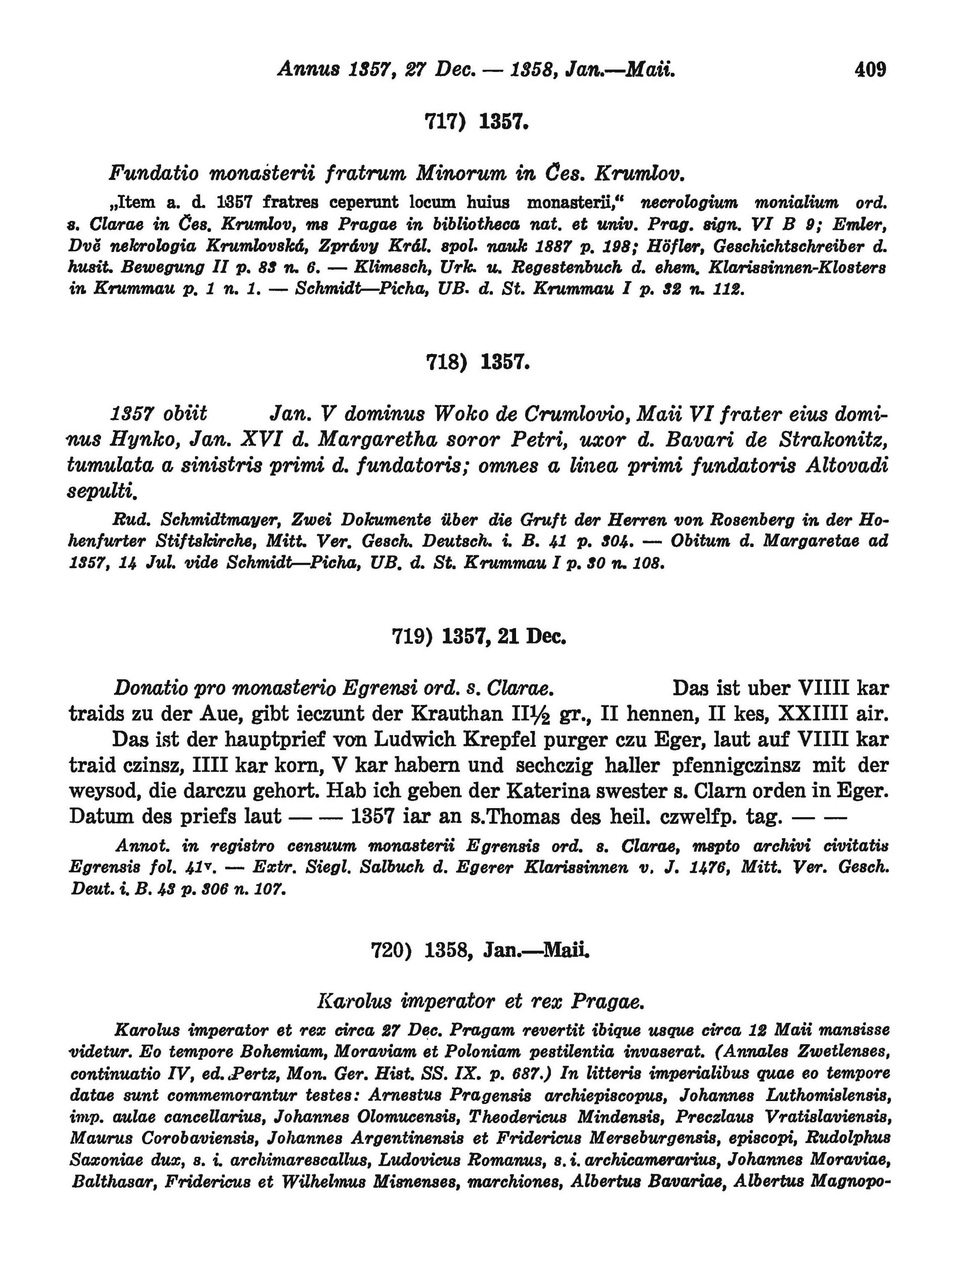 Annus 1357, 27 Dec. — 1358, Jan.—Maii. 409
717) 1357.
Fundatio monasterii fratrum Minorum in Čes. Krumlov.
„Item a. d. 1357 fratres ceperunt locum huius monasterii,“ necrologium monialium ord.
s. Clarae in Čes. Krumlov, ms Pragae in bibliotheca nat. et univ. Prag. sign. VI B 9; Emler,
Dvě nekrologia Krumlovská, Zprávy Král. spol. nauk 1887 p. 198; Höfler, Geschichtschreiber d.
husit. Bewegung II p. 83 n. 6. — Klimesch, Urk. u. Regestenbuch d. ehem. Klarissinnen-Klosters
in Krummau p. 1 n. 1. — Schmidt—Picha, UB. d. St. Krummau I p. 32 n. 112.
718) 1357.
1357 obiit Jan. V dominus Woko de Crumlovio, Maii VI frater eius domi-
nus Hynko, Jan. XVI d. Margaretha soror Petri, uxor d. Bavari de Strakonitz,
tumulata a sinistris primi d. fundatoris; omnes a linea primi fundatoris Altovadi
sepulti.
Rud. Schmidtmayer, Zwei Dokumente über die Gruft der Herren von Rosenberg in der Ho-
henfurter Stiftskirche, Mitt. Ver. Gesch. Deutsch. i. B. 41 p. 304. — Obitum d. Margaretae ad
1357, 14 Jul. vide Schmidt—Picha, UB. d. St. Krummau I p. 30 n. 108.
719) 1357, 21 Dec.
Donatio pro monasterio Egrensi ord. s. Clarae. Das ist uber VIIII kar
traids zu der Aue, gibt ieczunt der Krauthan II½ gr., II hennen, II kes, XXIIII air.
Das ist der hauptprief von Ludwich Krepfel purger czu Eger, laut auf VIIII kar
traid czinsz, IIII kar korn, V kar habern und sechczig haller pfennigczinsz mit der
weysod, die darczu gehort. Hab ich geben der Katerina swester s. Clarn orden in Eger.
Datum des priefs laut — — 1357 iar an s.Thomas des heil. czwelfp. tag. — —
Annot. in registro censuum monasterii Egrensis ord. s. Clarae, mspto archivi civitatis
Egrensis fol. 41v. — Extr. Siegl. Salbuch d. Egerer Klarissinnen v. J. 1476, Mitt. Ver. Gesch.
Deut. i. B. 43 p. 306 n. 107.
720) 1358, Jan.—Maii.
Karolus imperator et rex Pragae.
Karolus imperator et rex circa 27 Dec. Pragam revertit ibique usque circa 12 Maii mansisse
videtur. Eo tempore Bohemiam, Moraviam et Poloniam pestilentia invaserat. (Annales Zwetlenses,
continuatio IV, ed. Pertz, Mon. Ger. Hist. SS. IX. p. 687.) In litteris imperialibus quae eo tempore
datae sunt commemorantur testes: Arnestus Pragensis archiepiscopus, Johannes Luthomislensis,
imp. aulae cancellarius, Johannes Olomucensis, Theodericus Mindensis, Preczlaus Vratislaviensis,
Maurus Corobaviensis, Johannes Argentinensis et Fridericus Merseburgensis, episcopi, Rudolphus
Saxoniae dux, s. i. archimarescallus, Ludovicus Romanus, s. i. archicamerarius, Johannes Moraviae,
Balthasar, Fridericus et Wilhelmus Misnenses, marchiones, Albertus Bavariae, Albertus Magnopo-